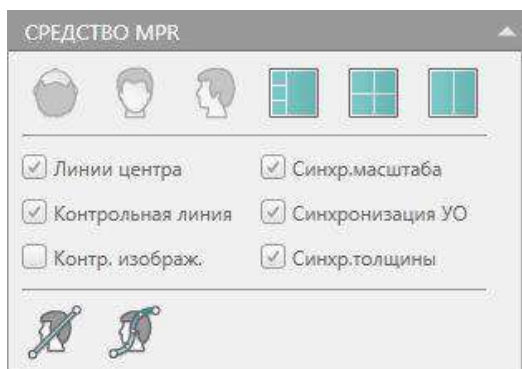 СРЕДСТВО MPR
Линии центра Синхр.масштаба
Контрольная линия Синхронизация УО
Контр. изображ. Синхр.толщины